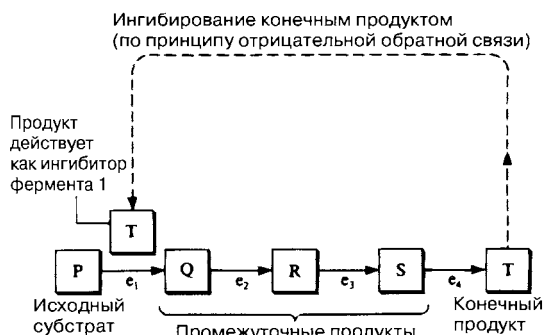 Ингибирование конечным продуктом
(по принципу отрицательной обратной связи)
Продукт
действует
как ингибитор
фермента 1
T
P e₁ Q e₂ R e₃ S e₄ T
Исходный
субстрат
Промежуточные продукты
Конечный
продукт